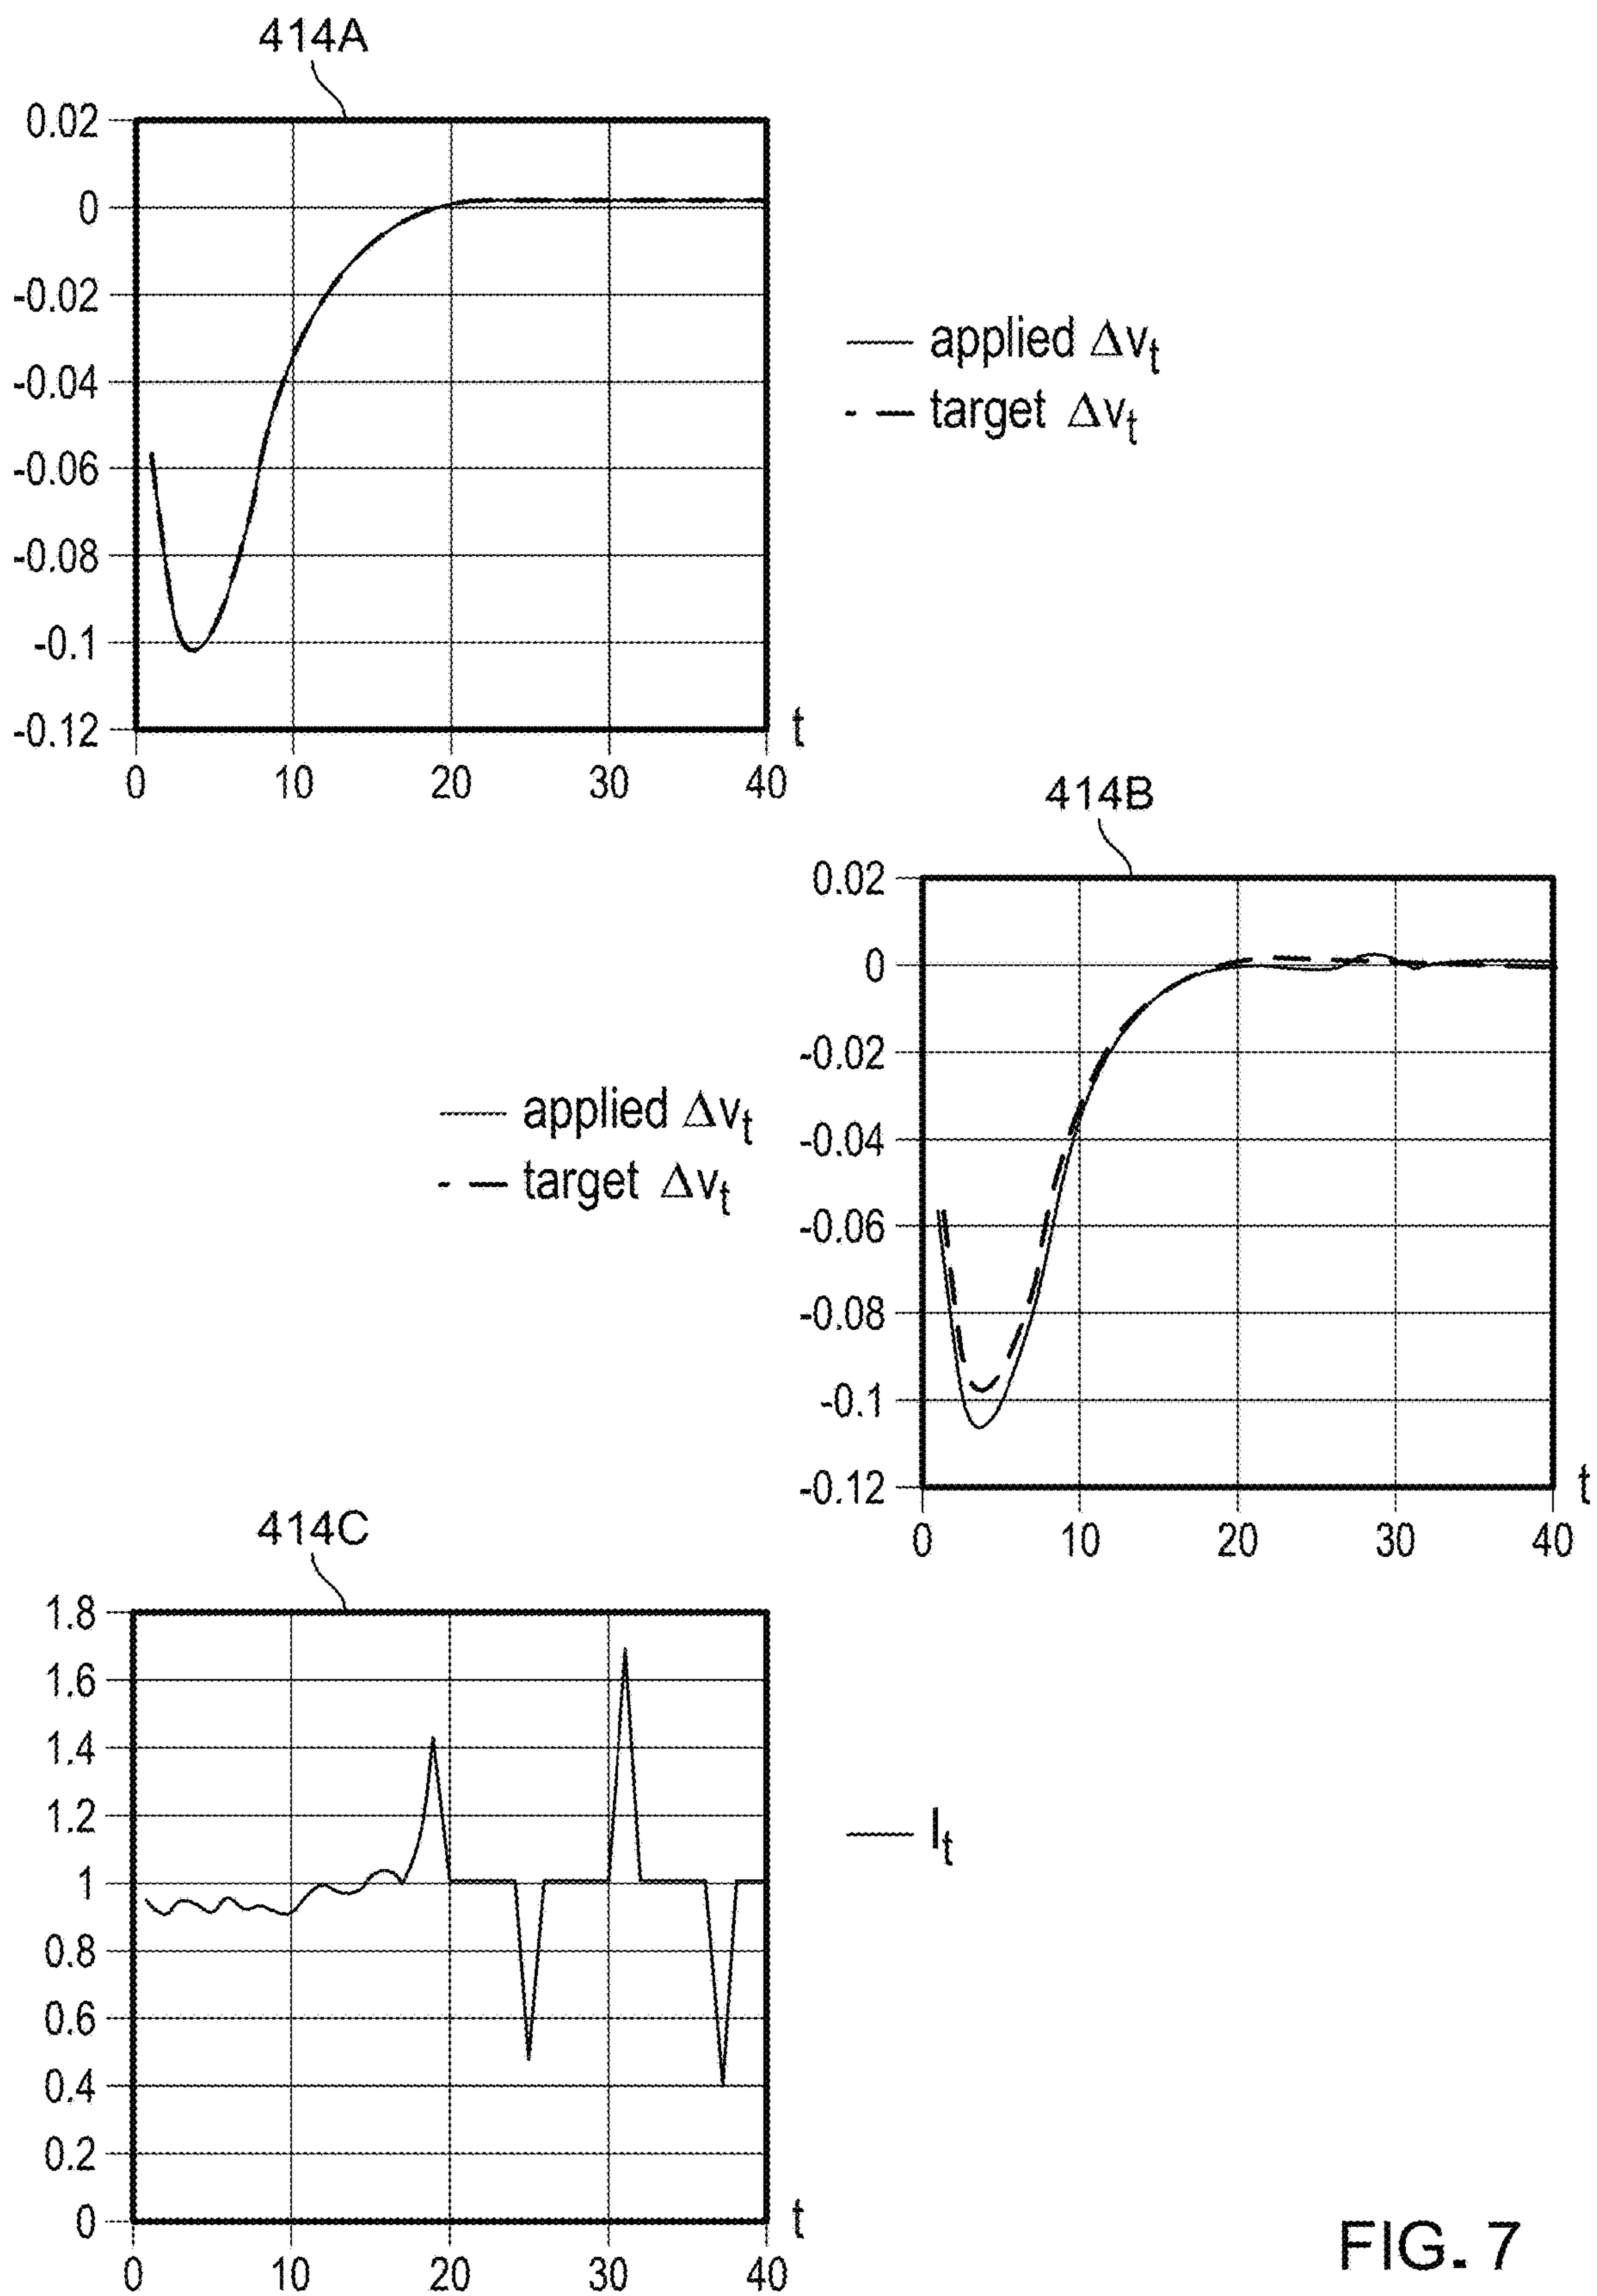 414A
0.02
0
-0.02
-0.04
-0.06
-0.08
-0.1
-0.12
t
0 10 20 30 40
applied Δvt
target Δvt
414B
0.02
0
-0.02
-0.04
-0.06
-0.08
-0.1
-0.12
t
0 10 20 30 40
applied Δvt
target Δvt
414C
1.8
1.6
1.4
1.2
1
0.8
0.6
0.4
0.2
0
t
0 10 20 30 40
It
FIG. 7